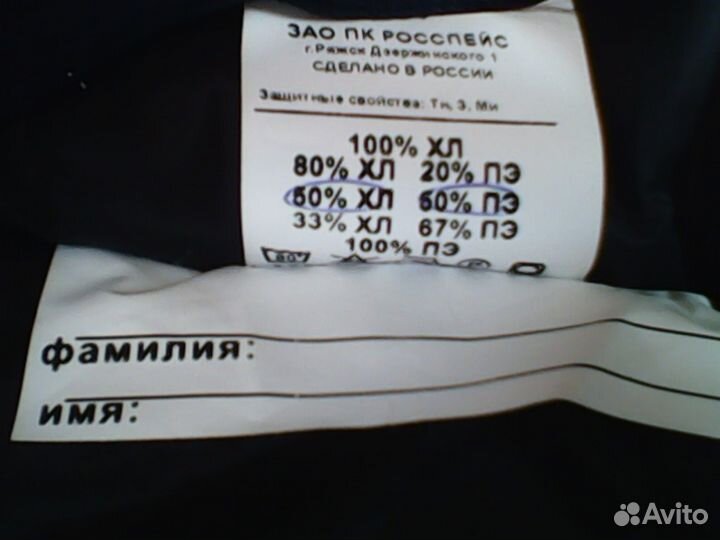 ЗАО ПК РОССПЕЙС
г.Ряжск Дзержинского 1
СДЕЛАНО В РОССИИ
Защитные свойства: Тн, З, Ми
100% ХЛ
80% ХЛ 20% ПЭ
50% ХЛ 50% ПЭ
33% ХЛ 67% ПЭ
100% ПЭ
фамилия:
имя:
Avito